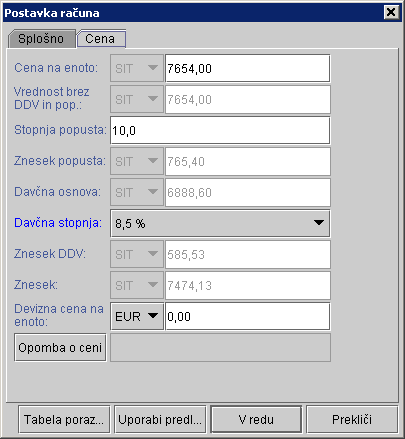 Postavka računa
Splošno Cena
Cena na enoto: SIT 7654,00
Vrednost brez
DDV in pop.: SIT 7654,00
Stopnja popusta: 10,0
Znesek popusta: SIT 765,40
Davčna osnova: SIT 6888,60
Davčna stopnja: 8,5 %
Znesek DDV: SIT 585,53
Znesek: SIT 7474,13
Devizna cena na
enoto: EUR 0,00
Opomba o ceni
Tabela poraz... Uporabi predl... V redu Prekliči